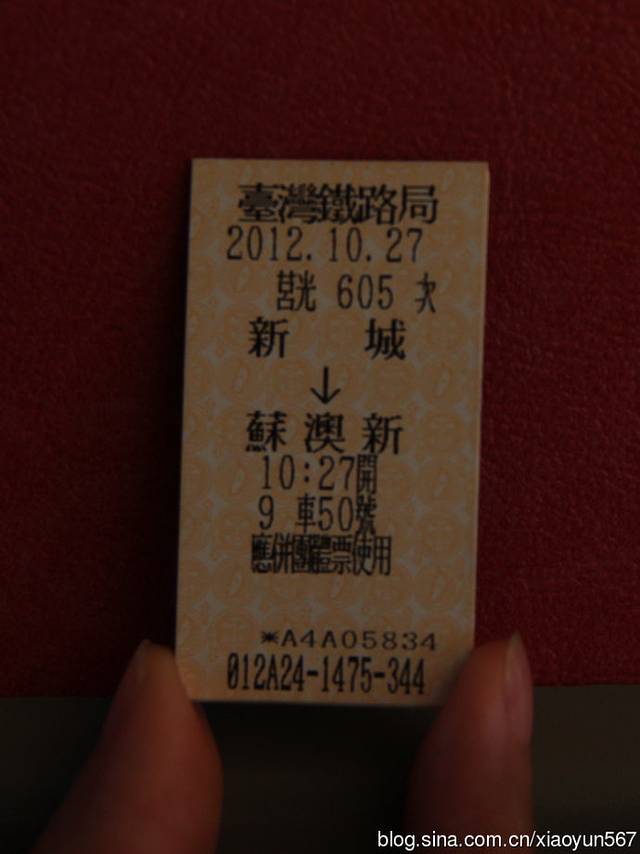 臺灣鐵路局
2012.10.27
莒光 605 次
新 城
↓
蘇澳新
10:27開
9 車50號
應併團體票使用
※A4A05834
012A24-1475-344
blog.sina.com.cn/xiaoyun567